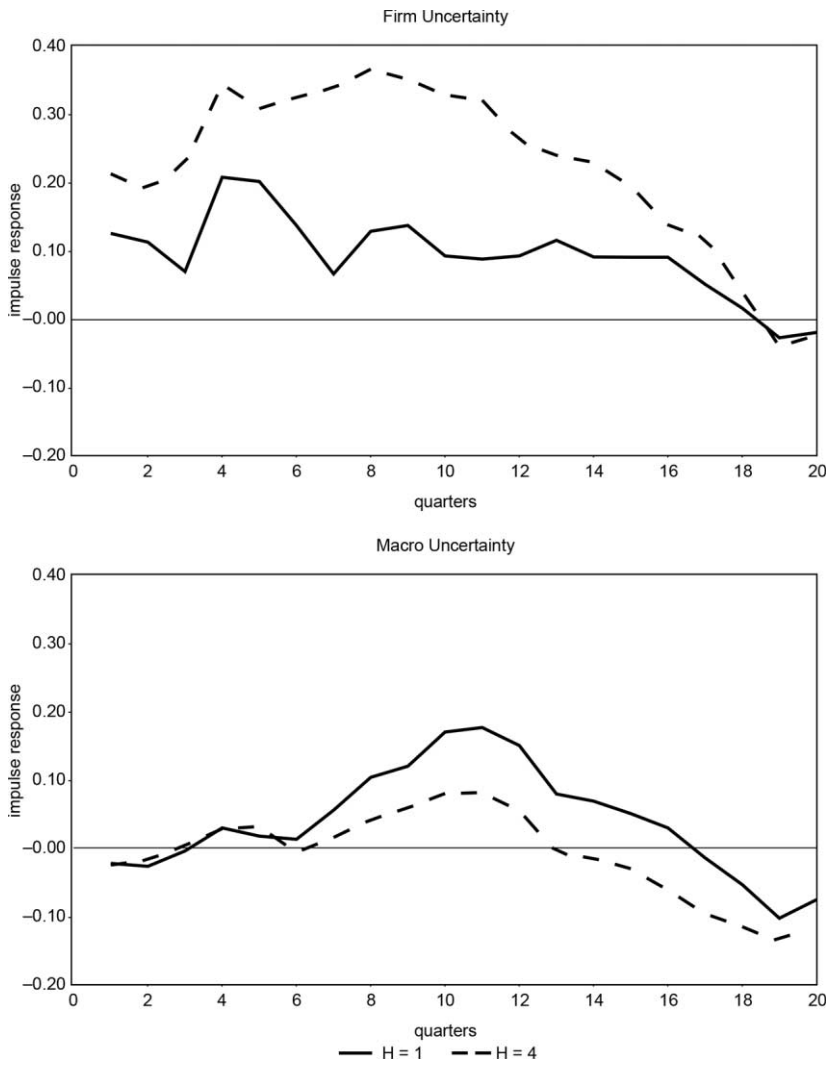 Firm Uncertainty
0.40
0.30
0.20
0.10
–0.00
–0.10
–0.20
impulse response
0 2 4 6 8 10 12 14 16 18 20
quarters
Macro Uncertainty
0.40
0.30
0.20
0.10
–0.00
–0.10
–0.20
impulse response
0 2 4 6 8 10 12 14 16 18 20
quarters
H = 1 H = 4